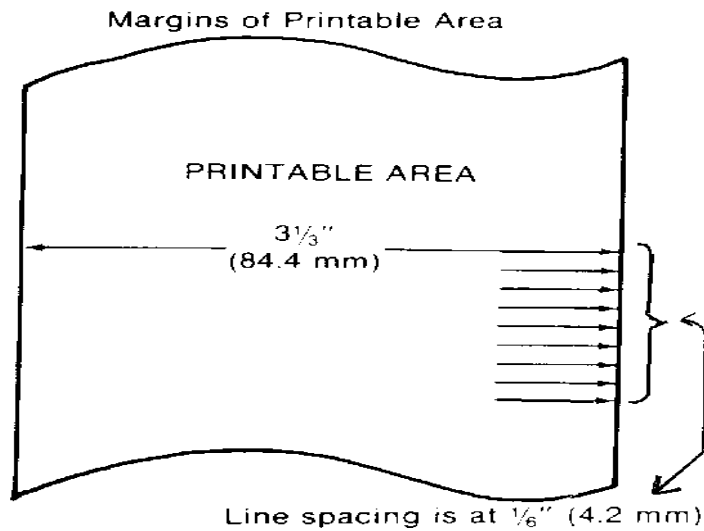 Margins of Printable Area
PRINTABLE AREA
3⅓"
(84.4 mm)
Line spacing is at ⅙" (4.2 mm)